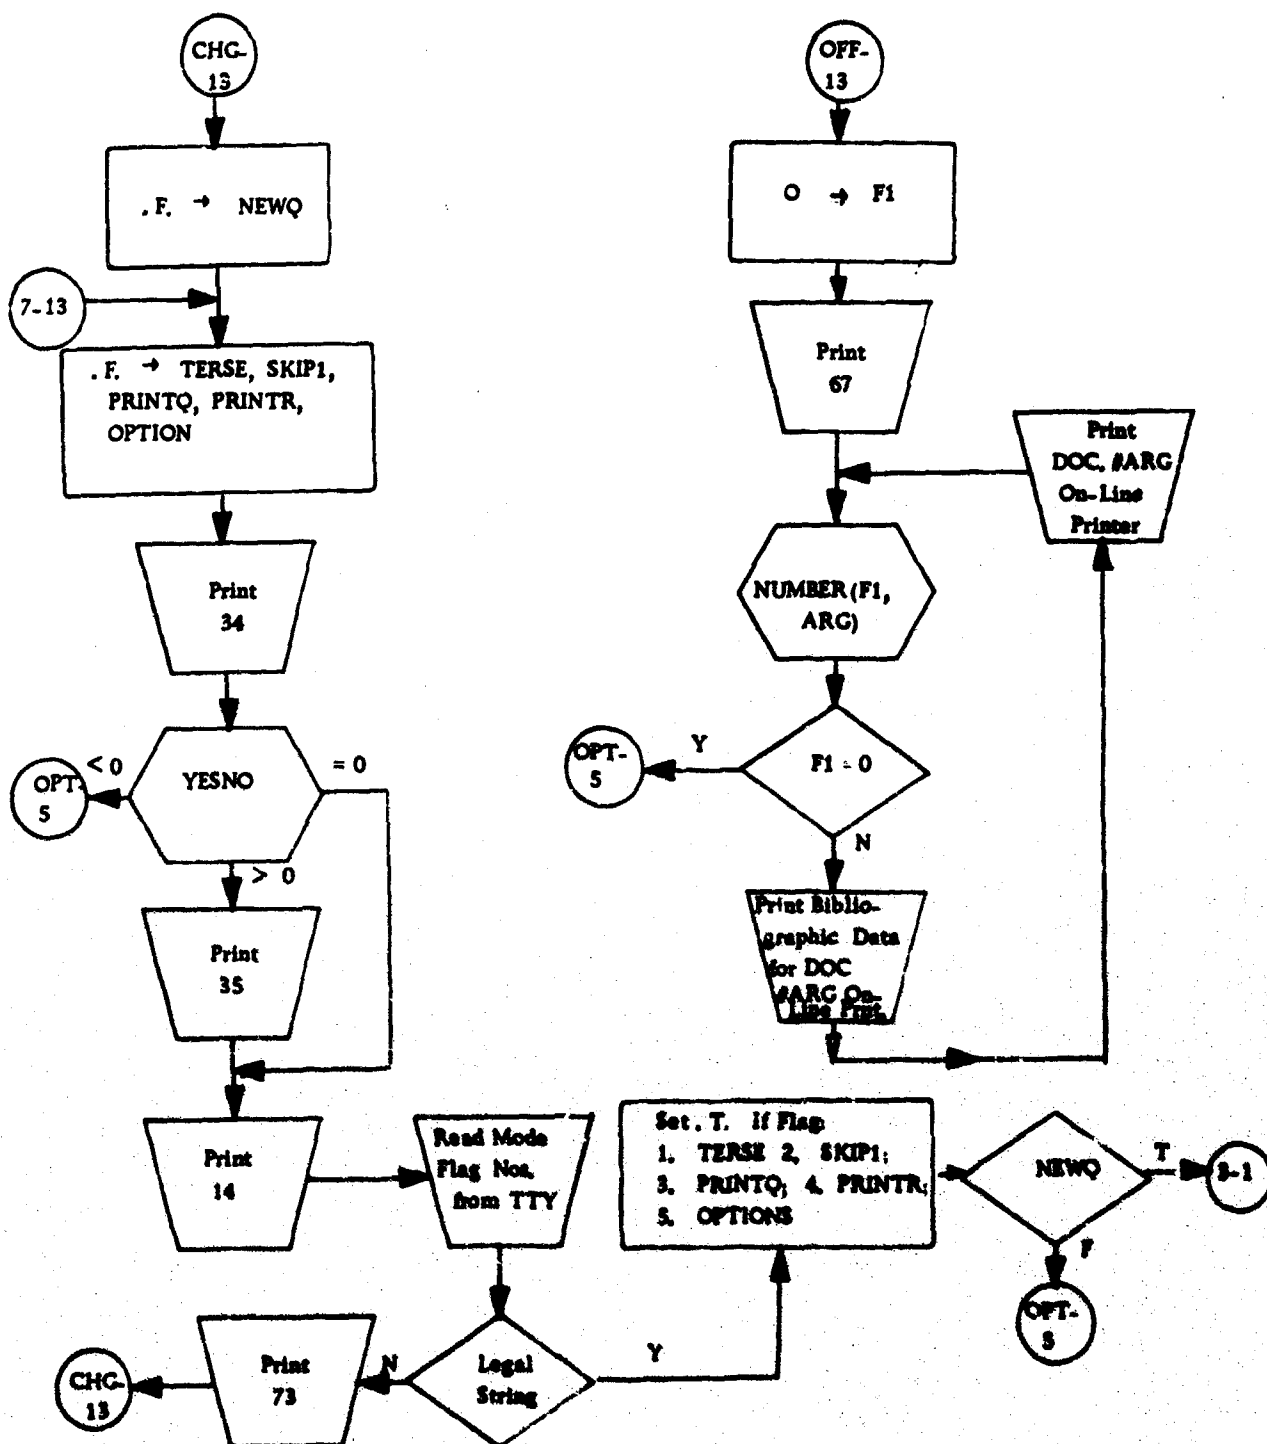 CHG-
13
. F. → NEWQ
7-13
. F. → TERSE, SKIP1,
PRINTQ, PRINTR,
OPTION
Print
34
YESNO
< 0
= 0
> 0
OPT-
5
Print
35
Print
14
Read Mode
Flag Nos.
from TTY
Legal
String
N
Y
Print
73
CHG-
13
Set . T. If Flag:
1. TERSE 2. SKIP1;
3. PRINTQ; 4. PRINTR;
5. OPTIONS
NEWQ
T
3-1
F
OPT-
5
OFF-
13
O → F1
Print
67
NUMBER(F1,
ARG)
F1 = 0
Y
OPT-
5
N
Print Biblio-
graphic Data
for DOC
#ARG On-
Line Prnt.
Print
DOC. #ARG
On-Line
Printer